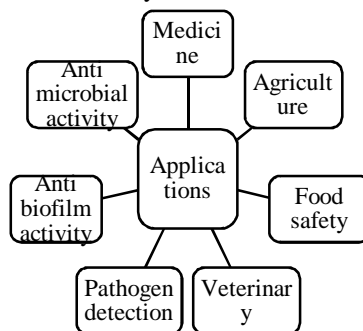 Medici
ne
Anti
microbial
activity
Agricult
ure
Applica
tions
Anti
biofilm
activity
Food
safety
Pathogen
detection
Veterinar
y